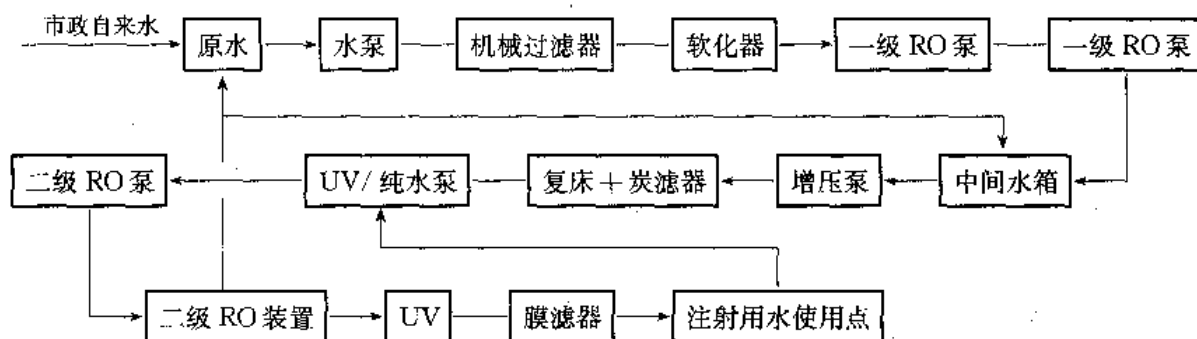 市政自来水
原水 水泵 机械过滤器 软化器 一级 RO 泵 一级 RO 泵
二级 RO 泵 UV/纯水泵 复床＋炭滤器 增压泵 中间水箱
二级 RO 装置 UV 膜滤器 注射用水使用点